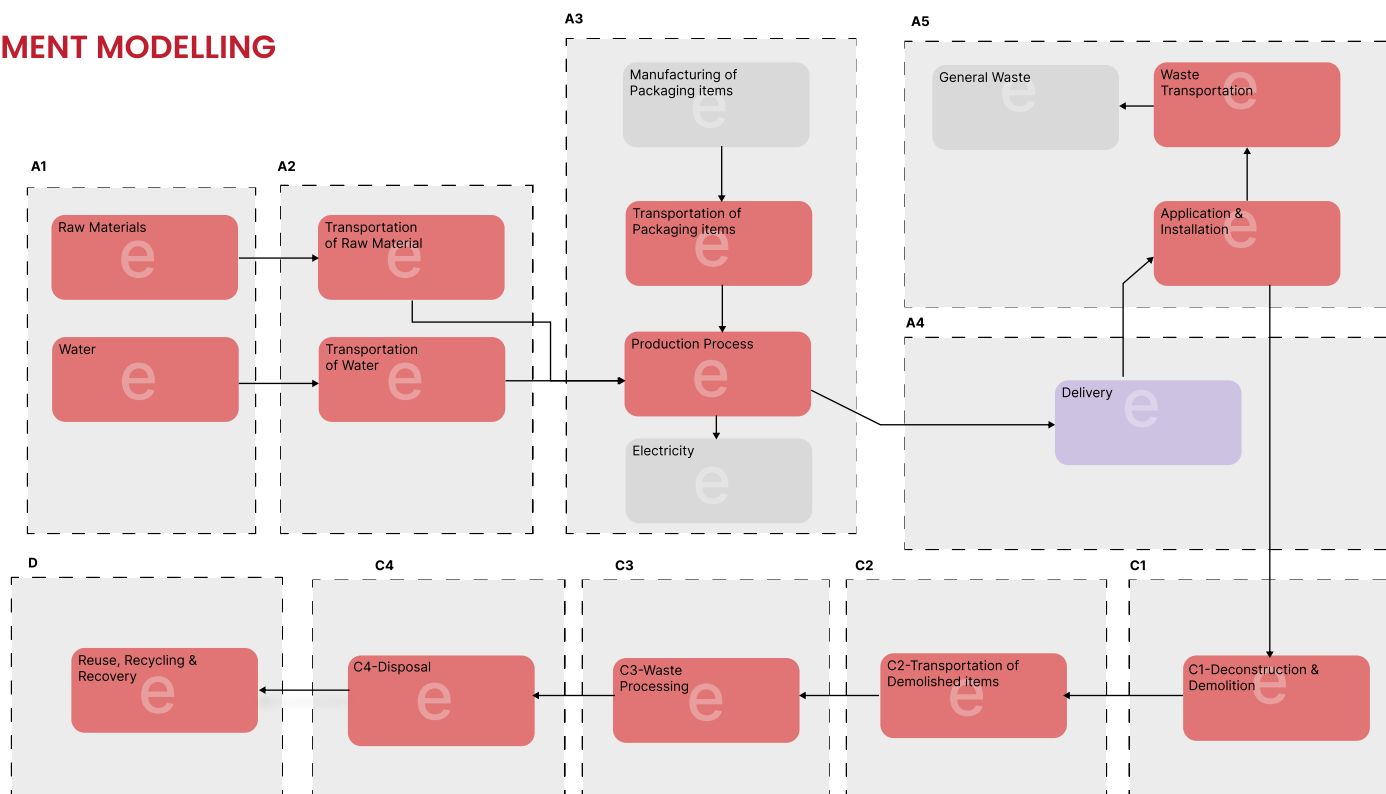 MENT MODELLING
A3
A5
Manufacturing of
Packaging items
e
General Waste
e
Waste
Transportation
e
A1
A2
Raw Materials
e
Transportation
of Raw Material
e
Transportation of
Packaging items
e
Application &
Installation
e
Water
e
Transportation
of Water
e
Production Process
e
A4
Delivery
e
Electricity
e
D
C4
C3
C2
C1
Reuse, Recycling &
Recovery
e
C4-Disposal
e
C3-Waste
Processing
e
C2-Transportation of
Demolished items
e
C1-Deconstruction &
Demolition
e